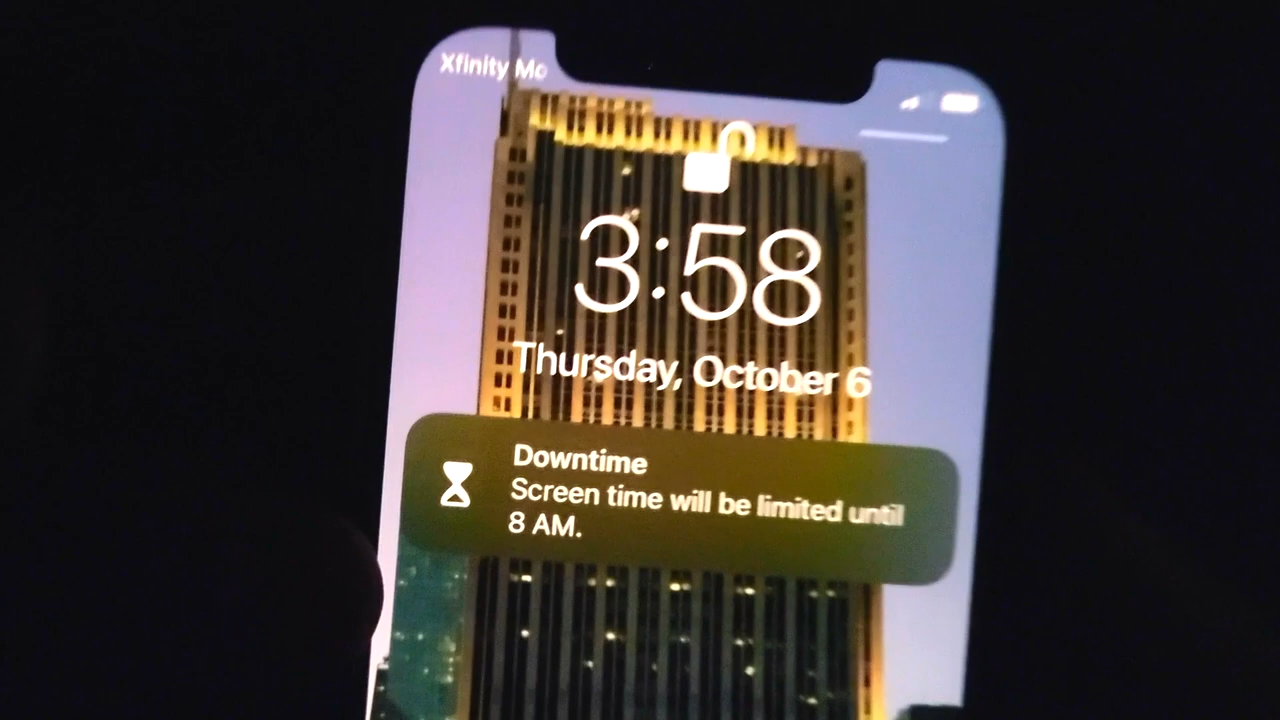 Xfinity Mo
3:58
Thursday, October 6
Downtime
Screen time will be limited until
8 AM.